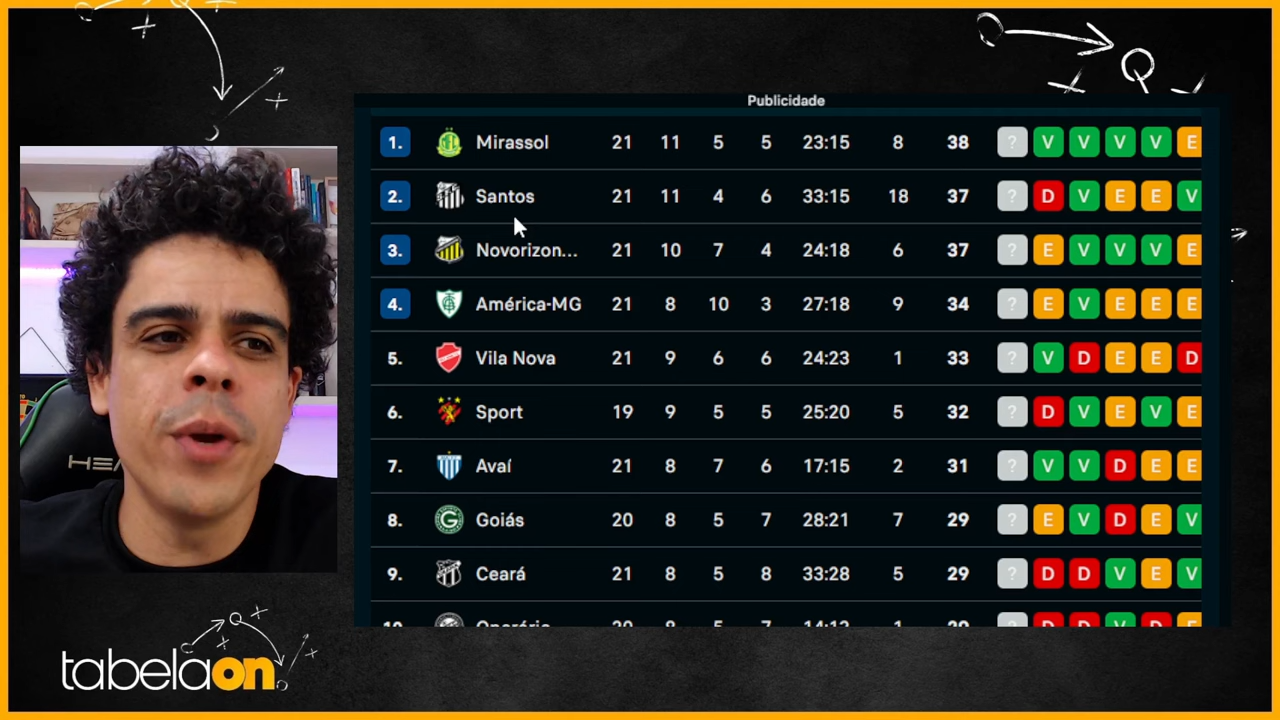 Publicidade
1. Mirassol 21 11 5 5 23:15 8 38 ? V V V V E
2. Santos 21 11 4 6 33:15 18 37 ? D V E E V
3. Novorizon... 21 10 7 4 24:18 6 37 ? E V V V E
4. América-MG 21 8 10 3 27:18 9 34 ? E V E E E
5. Vila Nova 21 9 6 6 24:23 1 33 ? V D E E D
6. Sport 19 9 5 5 25:20 5 32 ? D V E V E
7. Avaí 21 8 7 6 17:15 2 31 ? V V D E E
8. Goiás 20 8 5 7 28:21 7 29 ? E V D E V
9. Ceará 21 8 5 8 33:28 5 29 ? D D V E V
tabelaon